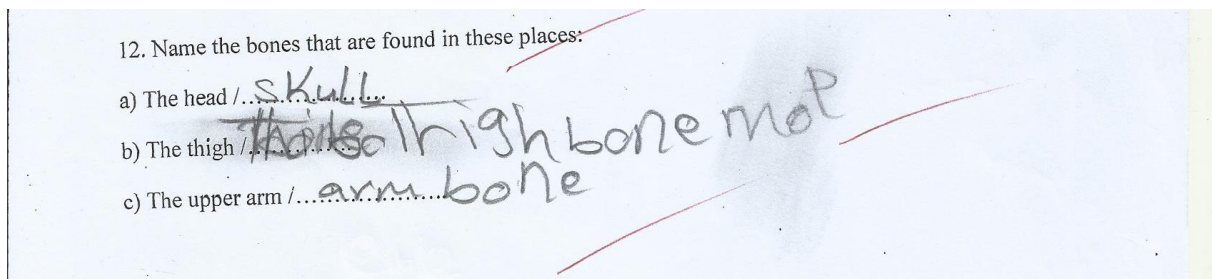 12. Name the bones that are found in these places:
a) The head /..skull...
b) The thigh /............. thigh bone
c) The upper arm /...arm bone